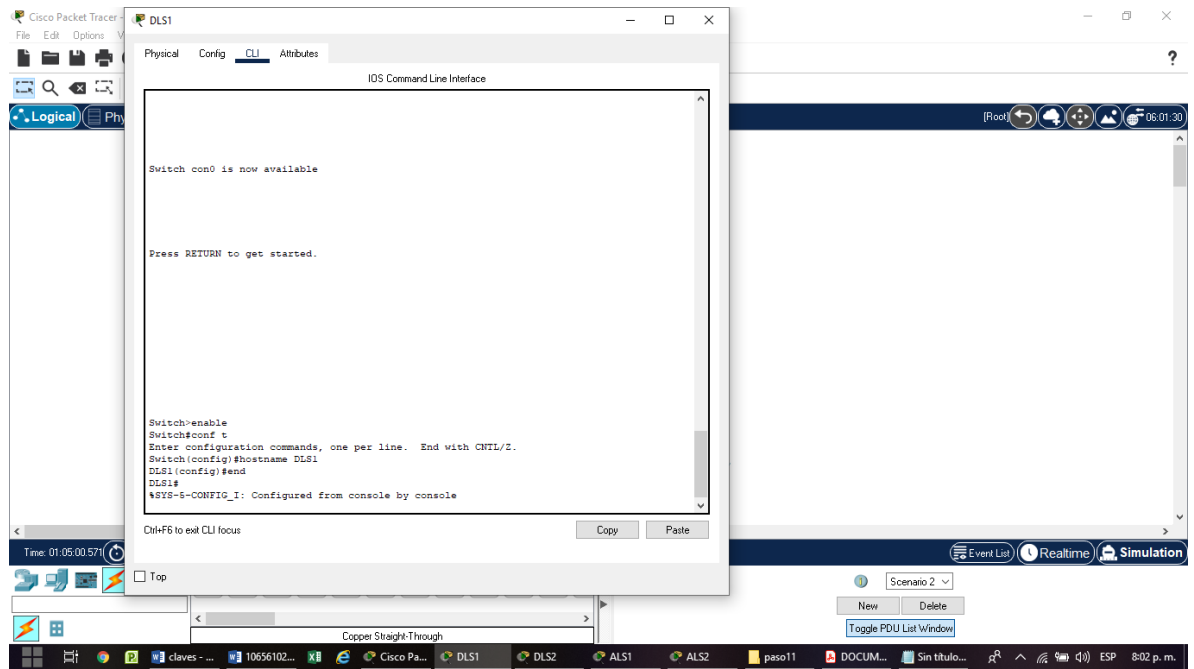 Cisco Packet Tracer -
DLS1
File Edit Options V
Physical Config CLI Attributes
?
IOS Command Line Interface
Logical
Phy
[Root]
06:01:30
Switch con0 is now available
Press RETURN to get started.
Switch>enable
Switch#conf t
Enter configuration commands, one per line. End with CNTL/Z.
Switch(config)#hostname DLS1
DLS1(config)#end
DLS1#
%SYS-5-CONFIG_I: Configured from console by console
Ctrl+F6 to exit CLI focus
Copy
Paste
Time: 01:05:00.571
Event List
Realtime
Simulation
Top
Scenario 2
New
Delete
Toggle PDU List Window
Copper Straight-Through
claves - ...
10656102...
Cisco Pa...
DLS1
DLS2
ALS1
ALS2
paso11
DOCUM...
Sin título...
ESP
8:02 p. m.